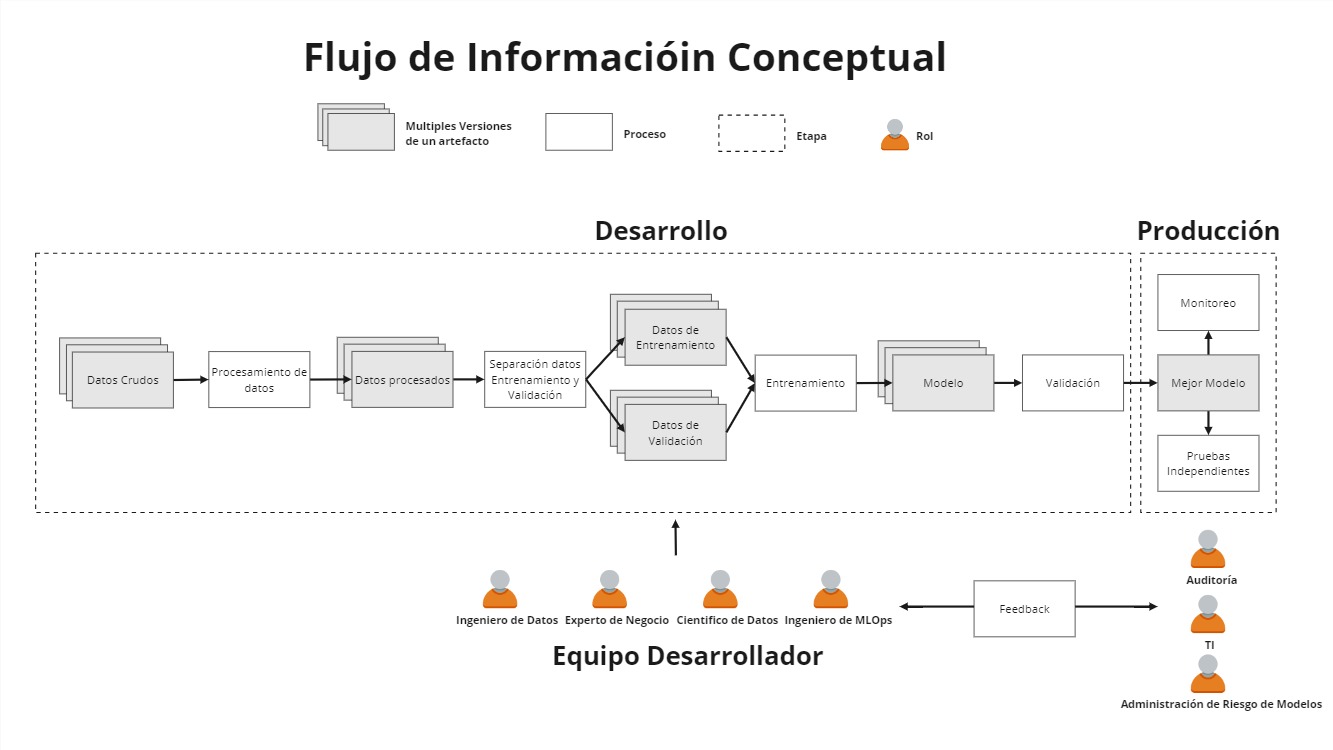 Flujo de Informacióin Conceptual
Multiples Versiones
de un artefacto
Proceso
Etapa
Rol
Desarrollo
Producción
Datos Crudos
Procesamiento de
datos
Datos procesados
Separación datos
Entrenamiento y
Validación
Datos de
Entrenamiento
Datos de
Validación
Entrenamiento
Modelo
Validación
Monitoreo
Mejor Modelo
Pruebas
Independientes
Ingeniero de Datos
Experto de Negocio
Cientifico de Datos
Ingeniero de MLOps
Equipo Desarrollador
Feedback
Auditoría
TI
Administración de Riesgo de Modelos